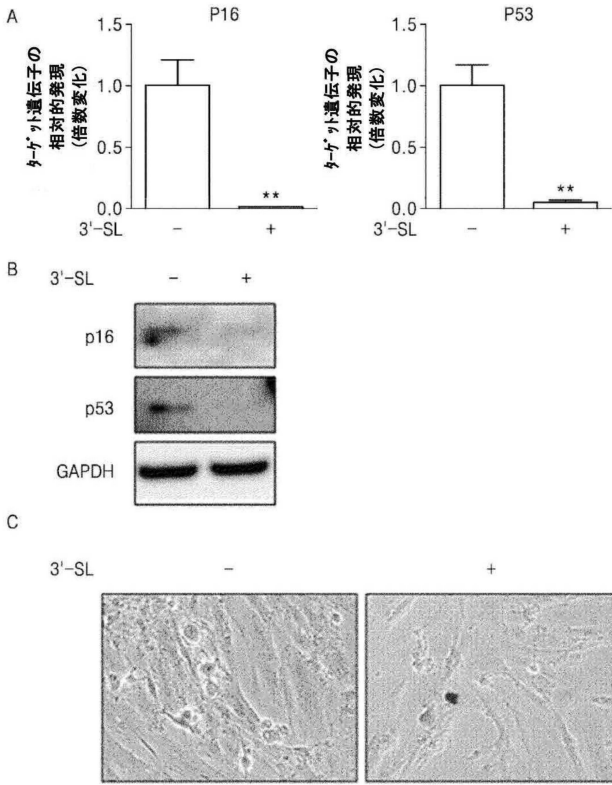 A
P16
ターゲット遺伝子の
相対的発現
(倍数変化)
1.5
1.0
0.5
0.0
**
3'-SL
-
+
P53
ターゲット遺伝子の
相対的発現
(倍数変化)
1.5
1.0
0.5
0.0
**
3'-SL
-
+
B
3'-SL
-
+
p16
p53
GAPDH
C
3'-SL
-
+